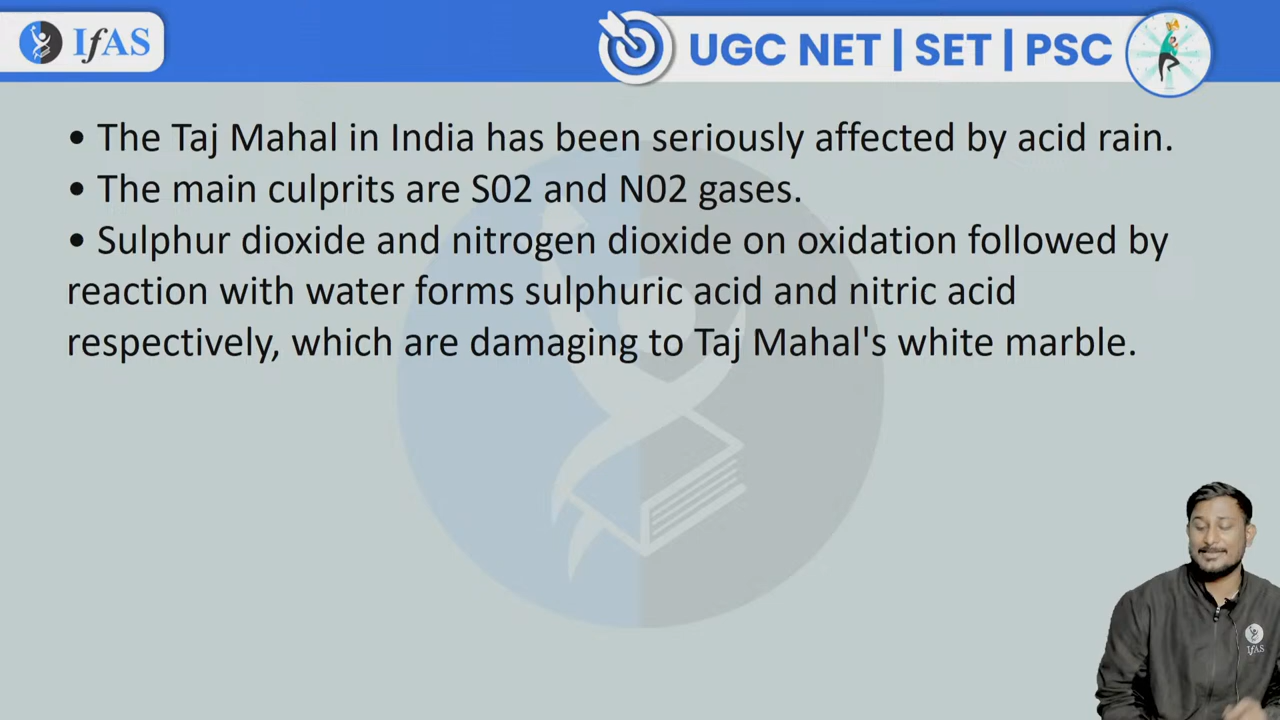 IfAS
UGC NET | SET | PSC
• The Taj Mahal in India has been seriously affected by acid rain.
• The main culprits are S02 and N02 gases.
• Sulphur dioxide and nitrogen dioxide on oxidation followed by
reaction with water forms sulphuric acid and nitric acid
respectively, which are damaging to Taj Mahal's white marble.
IfAS